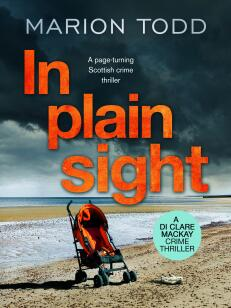 MARION TODD
A page-turning
Scottish crime
thriller
In
plain
sight
A
DI CLARE
MACKAY
CRIME
THRILLER